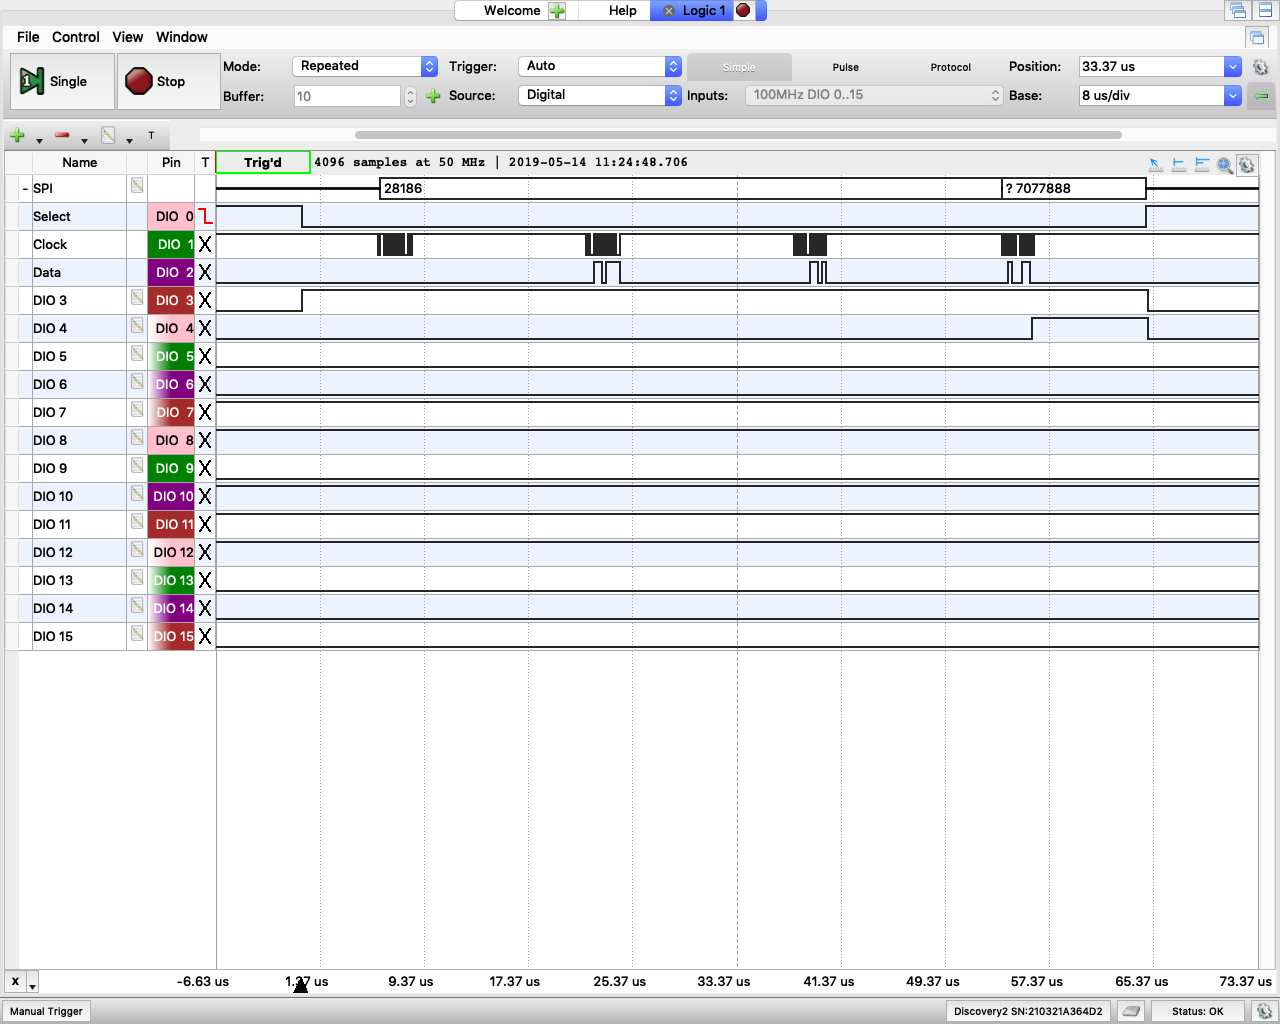 Welcome Help Logic 1
File Control View Window
Single Stop Mode: Repeated Trigger: Auto Simple Pulse Protocol Position: 33.37 us
Buffer: 10 Source: Digital Inputs: 100MHz DIO 0..15 Base: 8 us/div
T
Name Pin T Trig'd 4096 samples at 50 MHz | 2019-05-14 11:24:48.706
- SPI 28186 ? 7077888
Select DIO 0
Clock DIO 1 X
Data DIO 2 X
DIO 3 DIO 3 X
DIO 4 DIO 4 X
DIO 5 DIO 5 X
DIO 6 DIO 6 X
DIO 7 DIO 7 X
DIO 8 DIO 8 X
DIO 9 DIO 9 X
DIO 10 DIO 10 X
DIO 11 DIO 11 X
DIO 12 DIO 12 X
DIO 13 DIO 13 X
DIO 14 DIO 14 X
DIO 15 DIO 15 X
X -6.63 us 1.37 us 9.37 us 17.37 us 25.37 us 33.37 us 41.37 us 49.37 us 57.37 us 65.37 us 73.37 us
Manual Trigger Discovery2 SN:210321A364D2 Status: OK